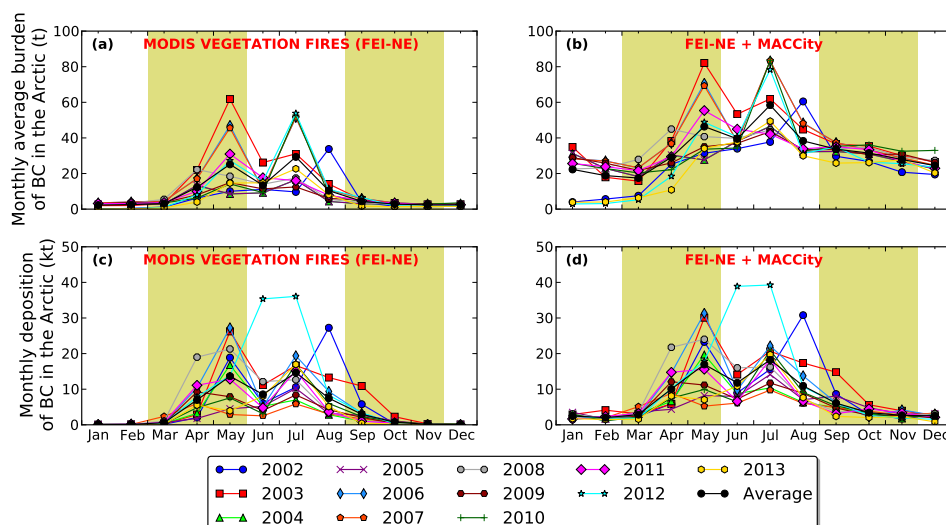 Monthly average burden
of BC in the Arctic (t)
100
80
60
40
20
0
(a) MODIS VEGETATION FIRES (FEI-NE)
100
80
60
40
20
0
(b) FEI-NE + MACCity
Monthly deposition
of BC in the Arctic (kt)
50
40
30
20
10
0
(c) MODIS VEGETATION FIRES (FEI-NE)
Jan Feb Mar Apr May Jun Jul Aug Sep Oct Nov Dec
50
40
30
20
10
0
(d) FEI-NE + MACCity
Jan Feb Mar Apr May Jun Jul Aug Sep Oct Nov Dec
2002 2005 2008 2011 2013
2003 2006 2009 2012 Average
2004 2007 2010